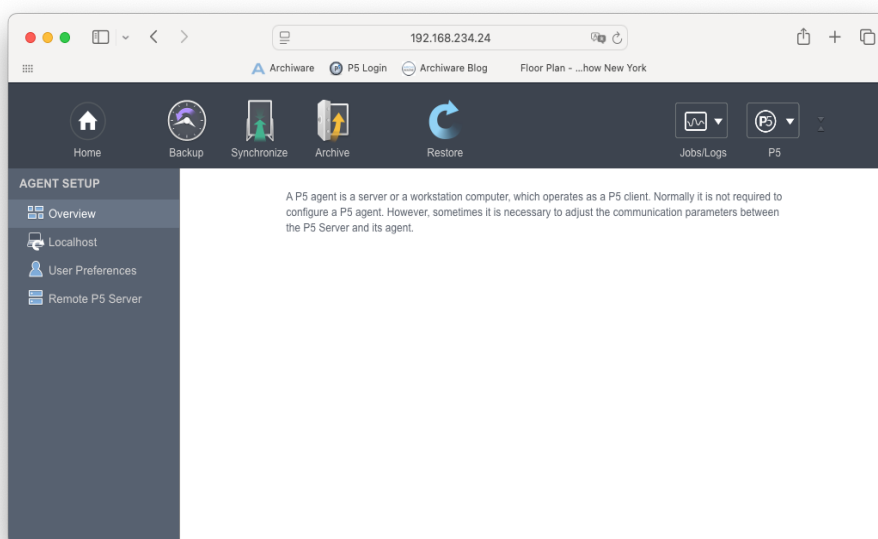 192.168.234.24
Archiware P5 Login Archiware Blog Floor Plan - ...how New York
Home Backup Synchronize Archive Restore Jobs/Logs P5 P5
AGENT SETUP
Overview
Localhost
User Preferences
Remote P5 Server
A P5 agent is a server or a workstation computer, which operates as a P5 client. Normally it is not required to
configure a P5 agent. However, sometimes it is necessary to adjust the communication parameters between
the P5 Server and its agent.